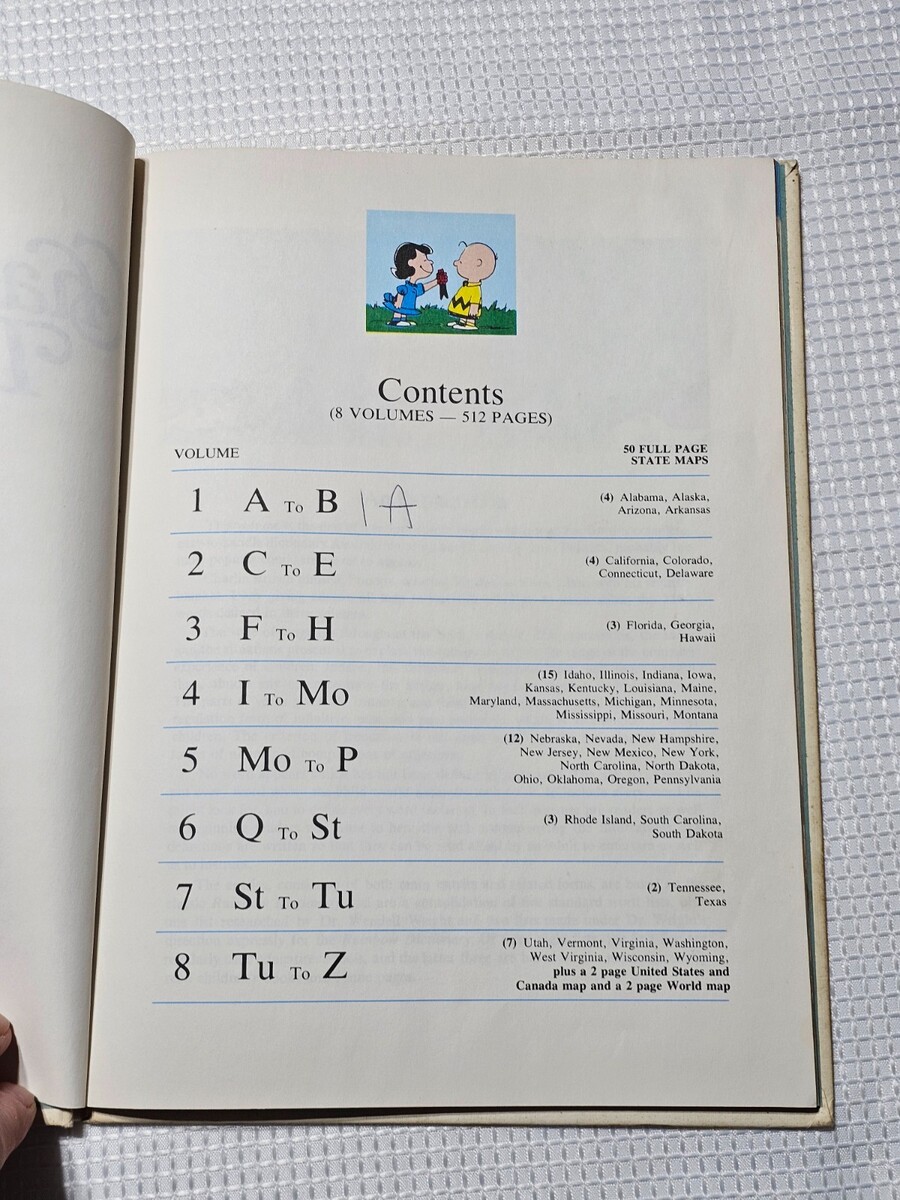 Contents
(8 VOLUMES — 512 PAGES)
VOLUME
50 FULL PAGE
STATE MAPS
1 A To B 1A
(4) Alabama, Alaska,
Arizona, Arkansas
2 C To E
(4) California, Colorado,
Connecticut, Delaware
3 F To H
(3) Florida, Georgia,
Hawaii
4 I To Mo
(15) Idaho, Illinois, Indiana, Iowa,
Kansas, Kentucky, Louisiana, Maine,
Maryland, Massachusetts, Michigan, Minnesota,
Mississippi, Missouri, Montana
5 Mo To P
(12) Nebraska, Nevada, New Hampshire,
New Jersey, New Mexico, New York,
North Carolina, North Dakota,
Ohio, Oklahoma, Oregon, Pennsylvania
6 Q To St
(3) Rhode Island, South Carolina,
South Dakota
7 St To Tu
(2) Tennessee,
Texas
8 Tu To Z
(7) Utah, Vermont, Virginia, Washington,
West Virginia, Wisconsin, Wyoming,
plus a 2 page United States and
Canada map and a 2 page World map